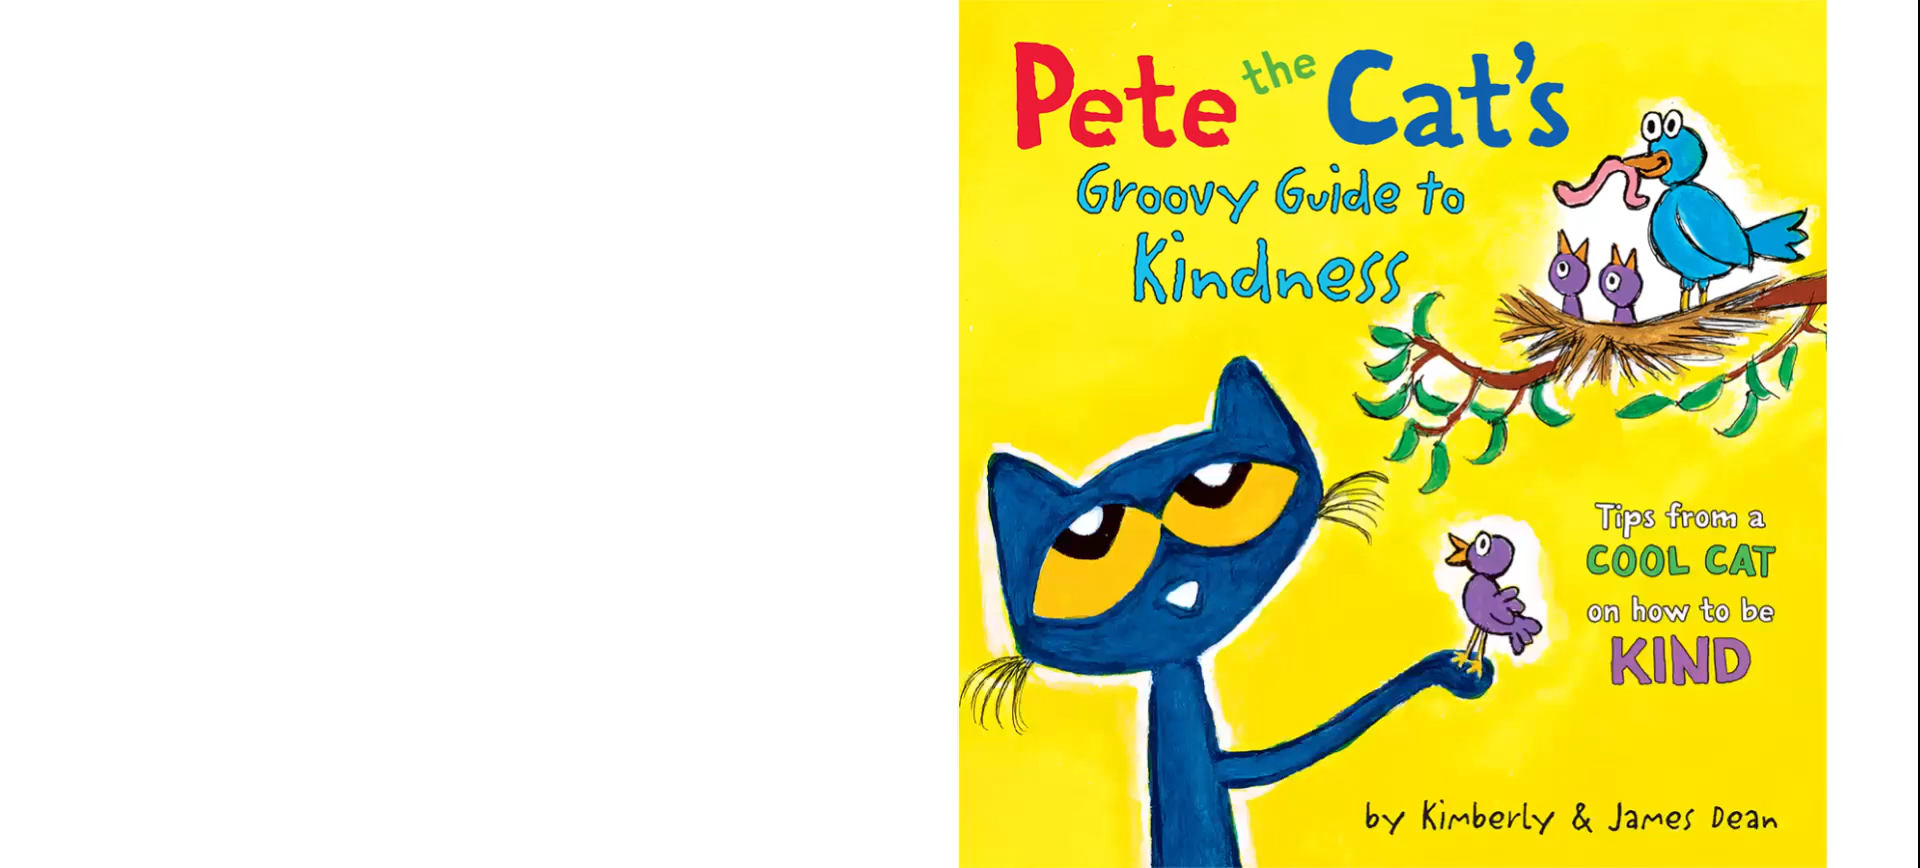 Pete the Cat's
Groovy Guide to
Kindness
Tips from a
COOL CAT
on how to be
KIND
by Kimberly & James Dean